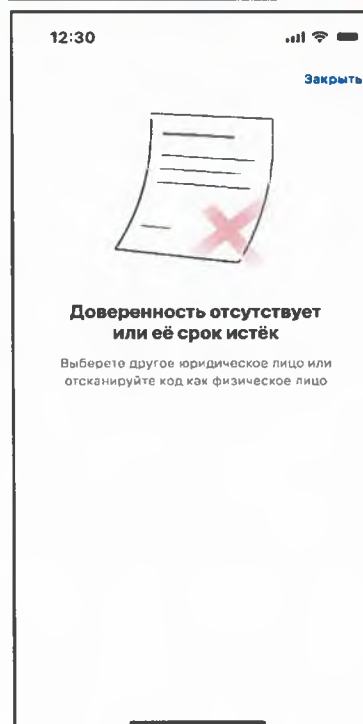 12:30
Закрыть
Доверенность отсутствует
или её срок истёк
Выберете другое юридическое лицо или
отсканируйте код как физическое лицо